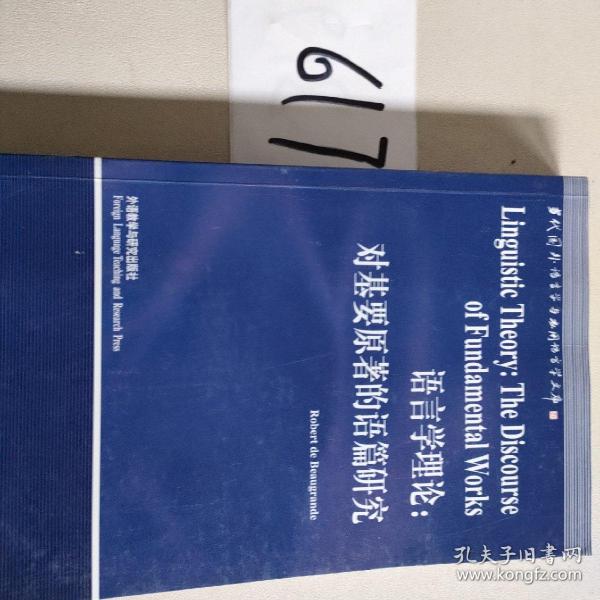 617
当代国外语言学与应用语言学文库
Linguistic Theory: The Discourse
of Fundamental Works
语言学理论:
对基要原著的语篇研究
Robert de Beaugrande
外语教学与研究出版社
Foreign Language Teaching and Research Press
孔夫子旧书网
www.kongfz.com